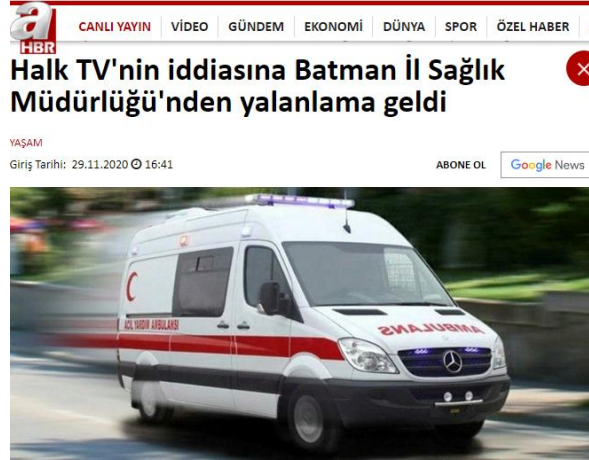 a
HBR
CANLI YAYIN VİDEO GÜNDEM EKONOMİ DÜNYA SPOR ÖZEL HABER
Halk TV'nin iddiasına Batman İl Sağlık
Müdürlüğü'nden yalanlama geldi
YAŞAM
Giriş Tarihi: 29.11.2020 16:41
ABONE OL Google News
ACİL YARDIM AMBULANSI
AMBULANS